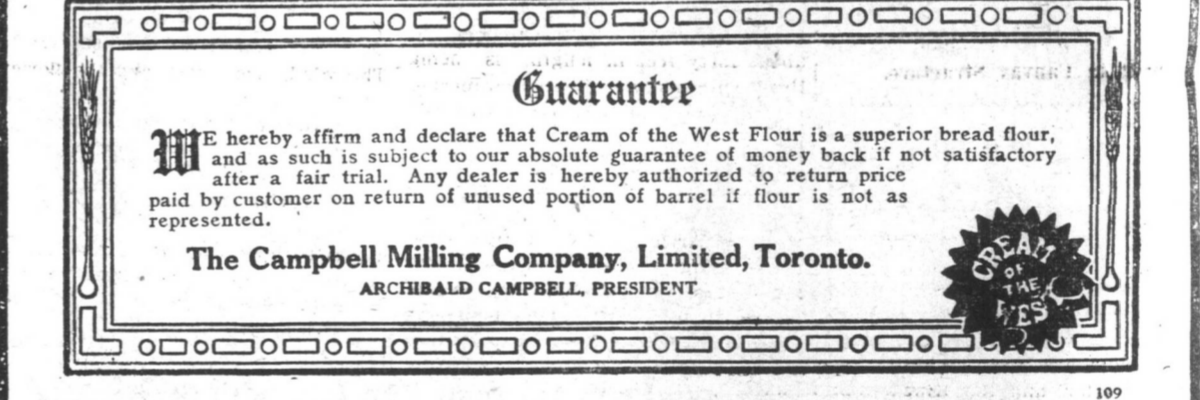 Guarantee
WE hereby affirm and declare that Cream of the West Flour is a superior bread flour,
and as such is subject to our absolute guarantee of money back if not satisfactory
after a fair trial. Any dealer is hereby authorized to return price
paid by customer on return of unused portion of barrel if flour is not as
represented.
The Campbell Milling Company, Limited, Toronto.
ARCHIBALD CAMPBELL, PRESIDENT
CREAM
OF
THE
WEST
109